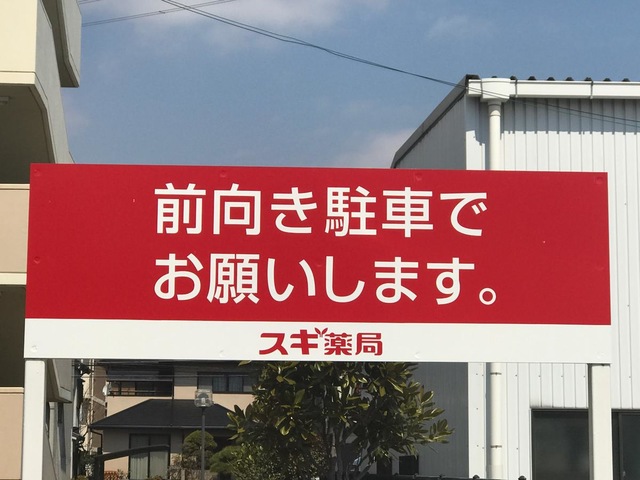 前向き駐車で
お願いします。
スギ薬局